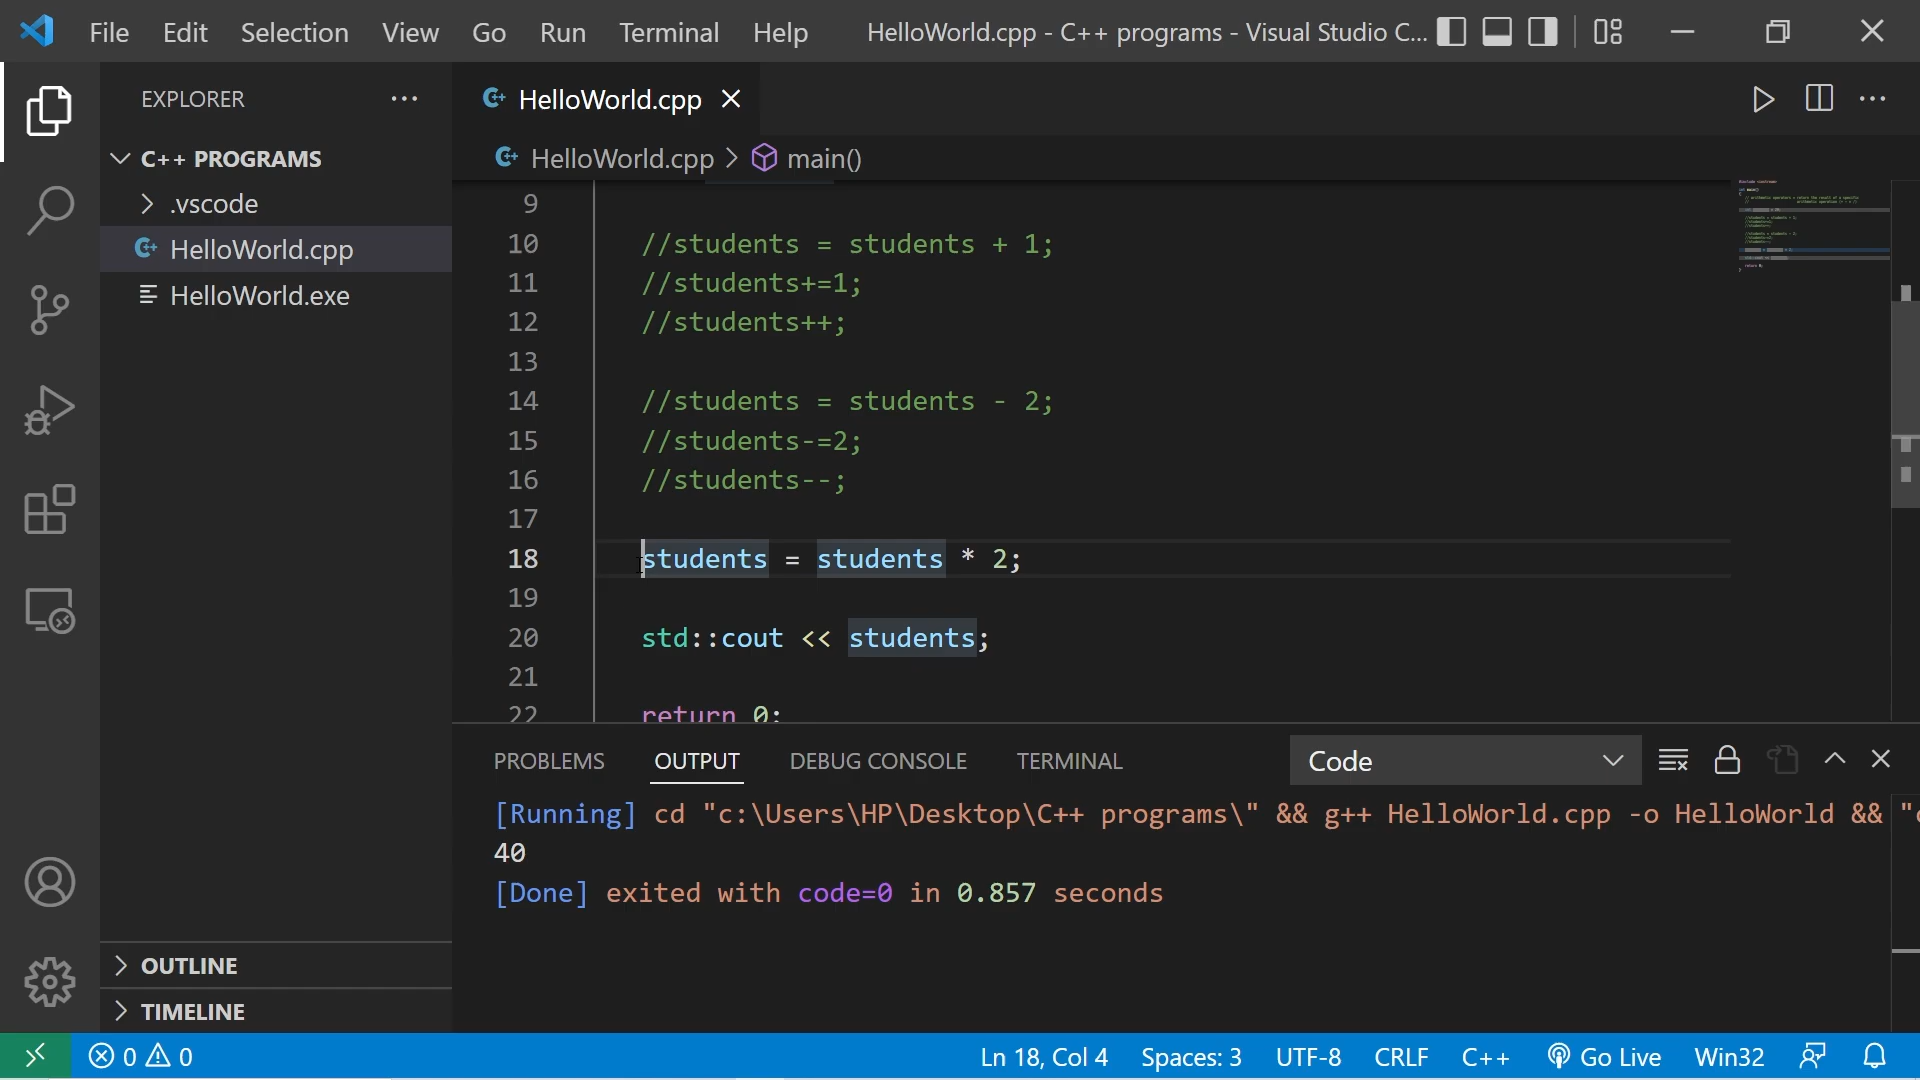 File Edit Selection View Go Run Terminal Help HelloWorld.cpp - C++ programs - Visual Studio C...
EXPLORER
C++ PROGRAMS
.vscode
HelloWorld.cpp
HelloWorld.exe
OUTLINE
TIMELINE
HelloWorld.cpp
HelloWorld.cpp > main()
9
10 //students = students + 1;
11 //students+=1;
12 //students++;
13
14 //students = students - 2;
15 //students-=2;
16 //students--;
17
18 students = students * 2;
19
20 std::cout << students;
21
22 return 0;
PROBLEMS OUTPUT DEBUG CONSOLE TERMINAL Code
[Running] cd "c:\Users\HP\Desktop\C++ programs\" && g++ HelloWorld.cpp -o HelloWorld && "c
40
[Done] exited with code=0 in 0.857 seconds
0 0 Ln 18, Col 4 Spaces: 3 UTF-8 CRLF C++ Go Live Win32